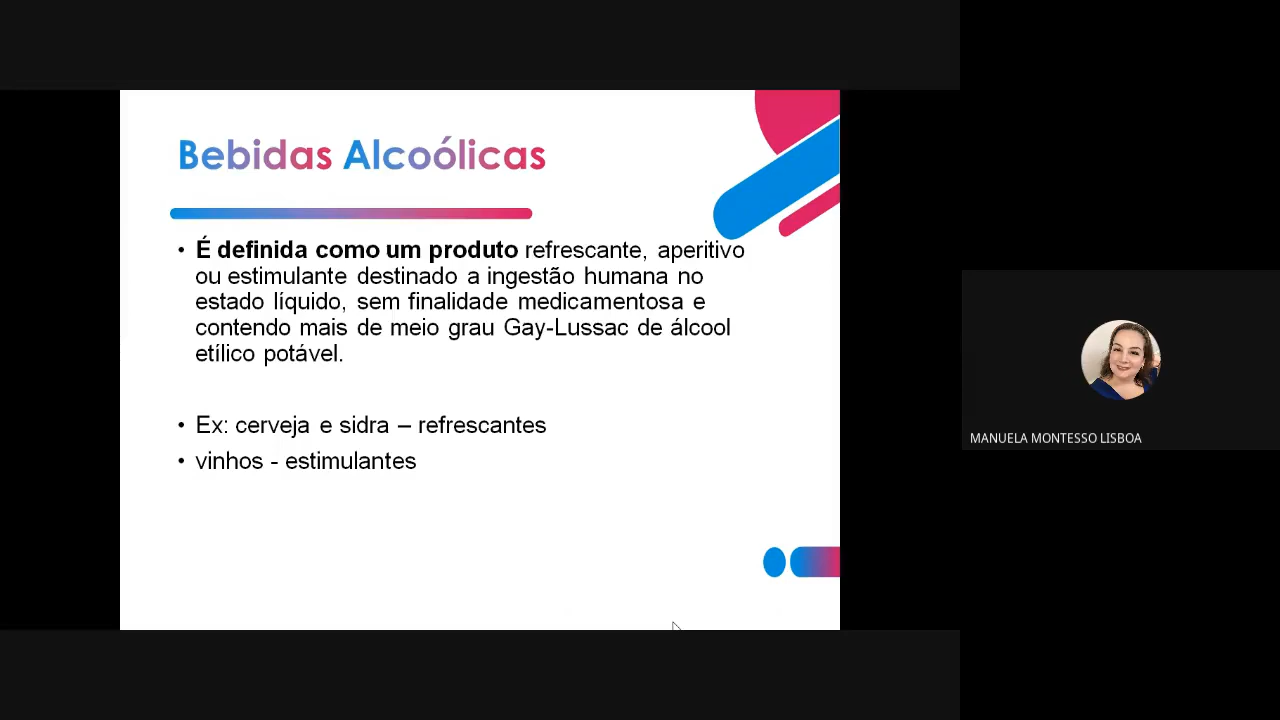 Bebidas Alcoólicas
• É definida como um produto refrescante, aperitivo
ou estimulante destinado a ingestão humana no
estado líquido, sem finalidade medicamentosa e
contendo mais de meio grau Gay-Lussac de álcool
etílico potável.
• Ex: cerveja e sidra – refrescantes
• vinhos - estimulantes
MANUELA MONTESSO LISBOA